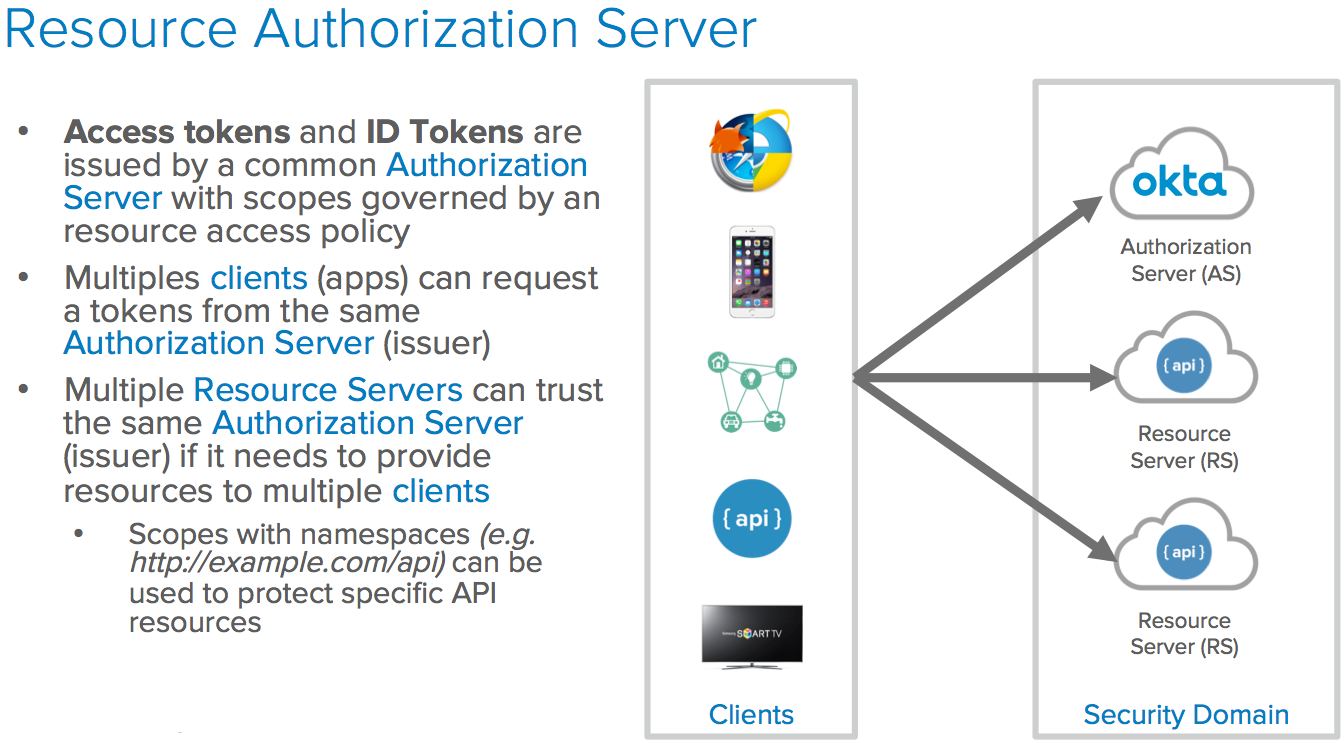 Resource Authorization Server
• Access tokens and ID Tokens are
issued by a common Authorization
Server with scopes governed by an
resource access policy
• Multiples clients (apps) can request
a tokens from the same
Authorization Server (issuer)
• Multiple Resource Servers can trust
the same Authorization Server
(issuer) if it needs to provide
resources to multiple clients
• Scopes with namespaces (e.g.
http://example.com/api) can be
used to protect specific API
resources
{ api }
SMART TV
Clients
okta
Authorization
Server (AS)
{ api }
Resource
Server (RS)
{ api }
Resource
Server (RS)
Security Domain